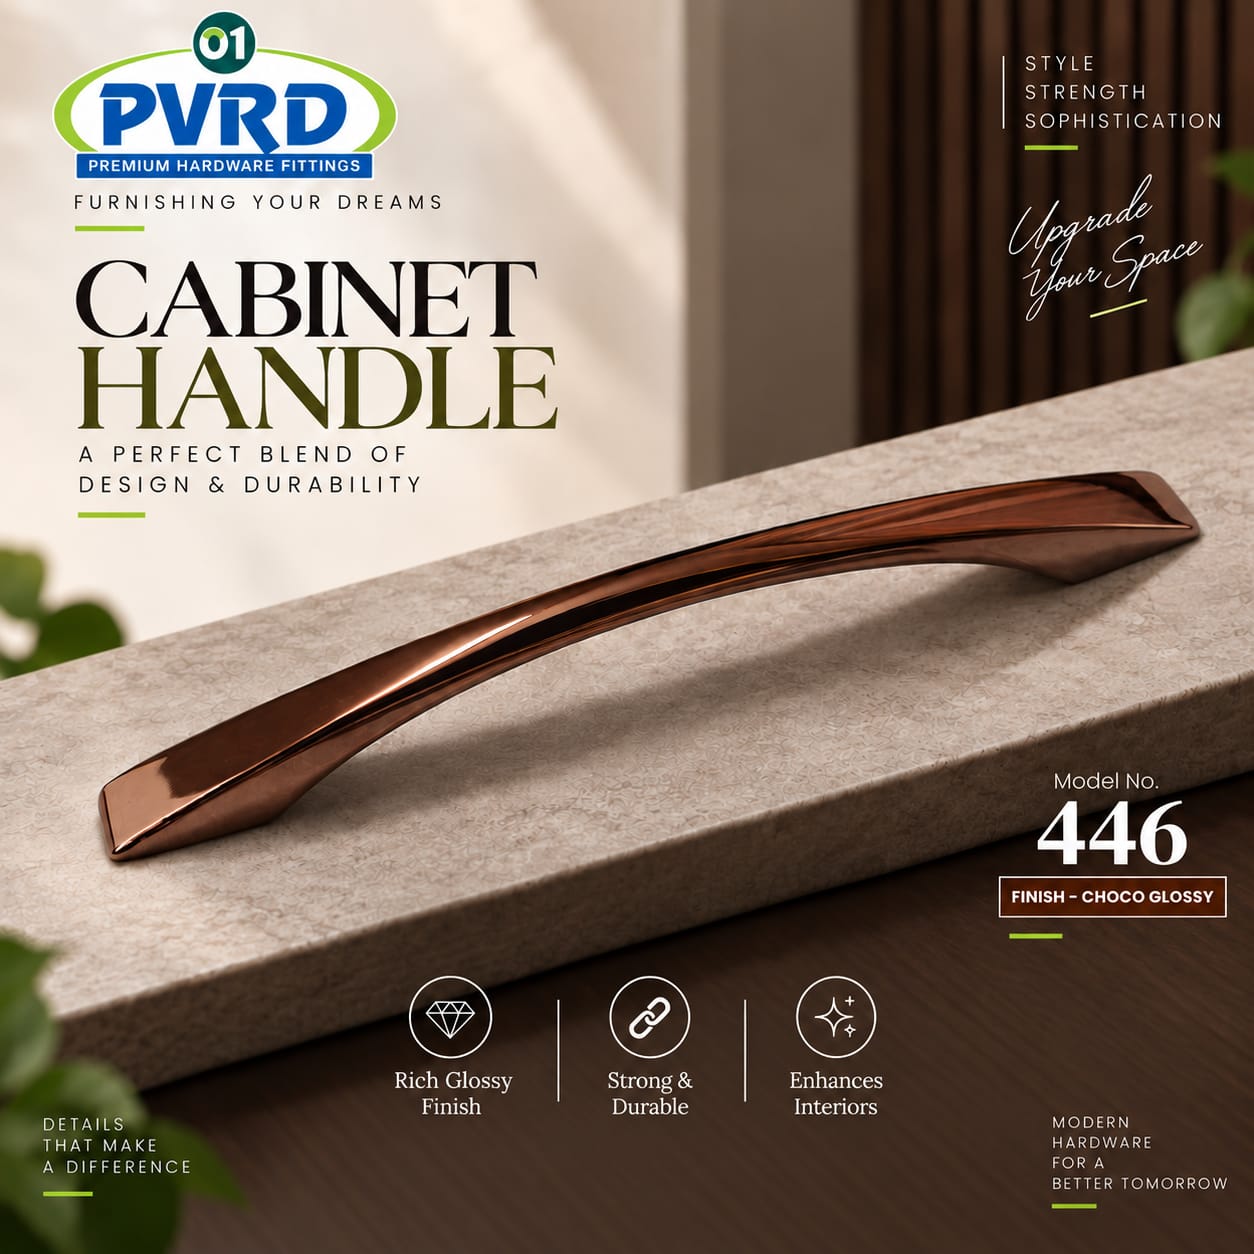 01
PVRD
PREMIUM HARDWARE FITTINGS
FURNISHING YOUR DREAMS
CABINET
HANDLE
A PERFECT BLEND OF
DESIGN & DURABILITY
STYLE
STRENGTH
SOPHISTICATION
Upgrade
Your Space
Model No.
446
FINISH - CHOCO GLOSSY
Rich Glossy
Finish
Strong &
Durable
Enhances
Interiors
DETAILS
THAT MAKE
A DIFFERENCE
MODERN
HARDWARE
FOR A
BETTER TOMORROW